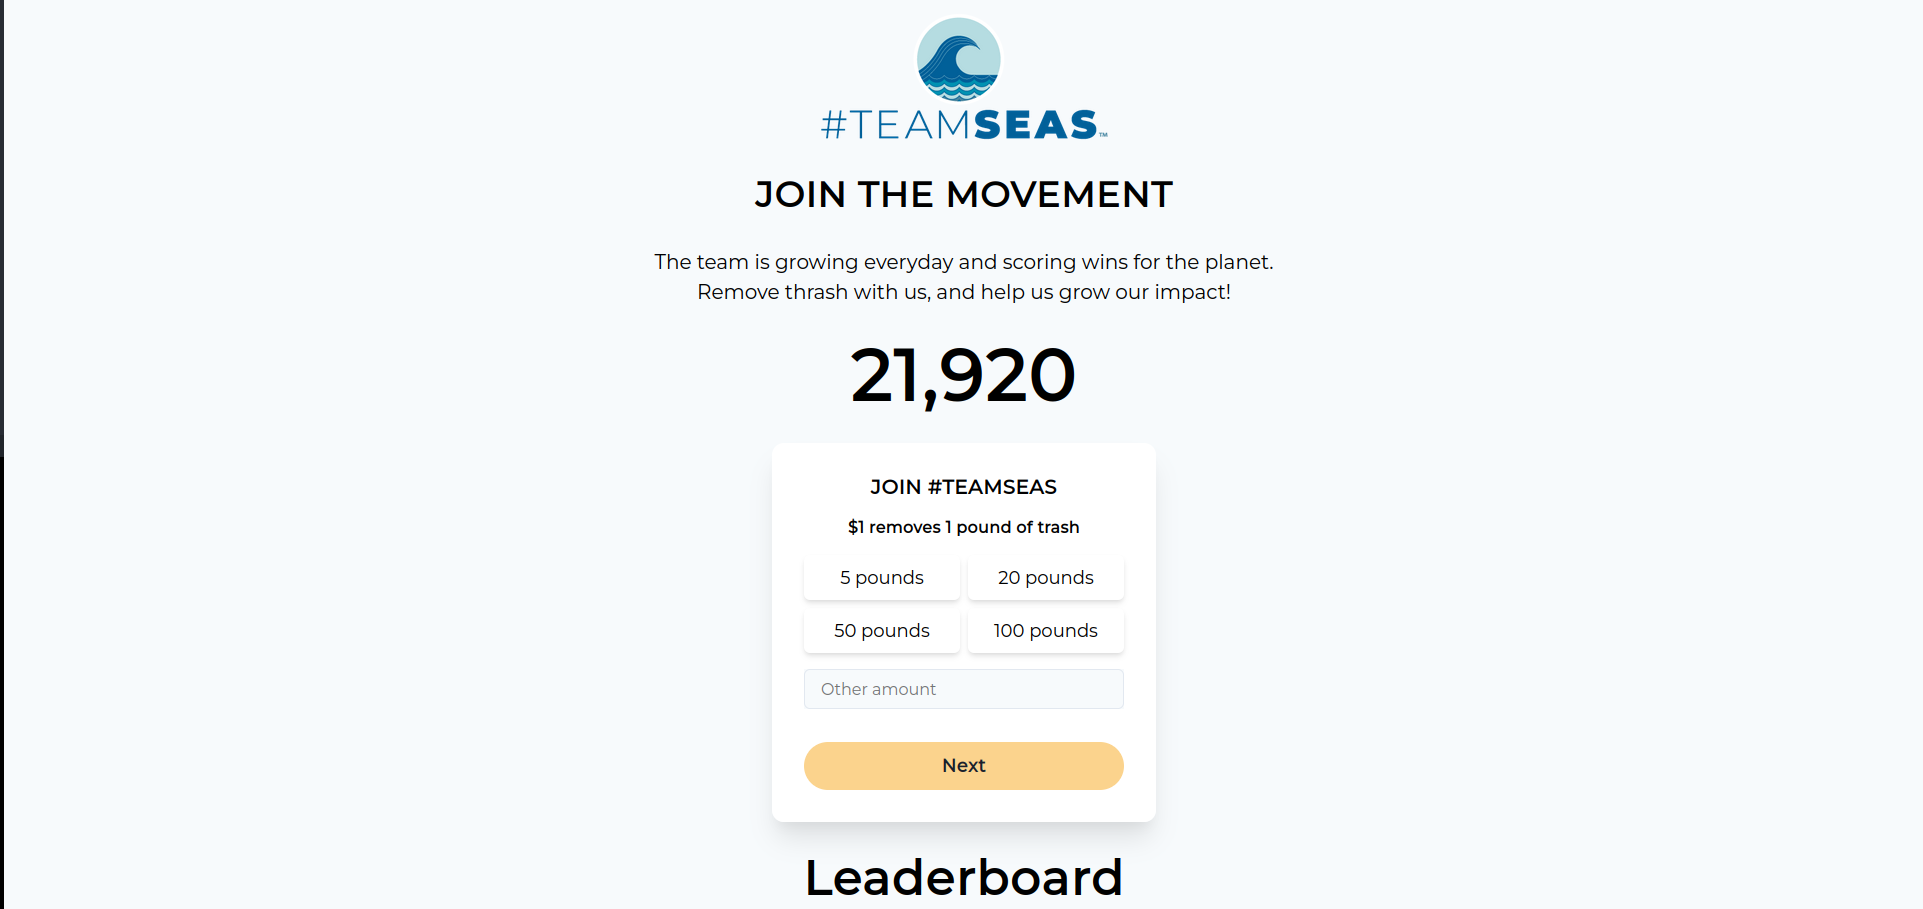 #TEAMSEAS™
JOIN THE MOVEMENT
The team is growing everyday and scoring wins for the planet.
Remove thrash with us, and help us grow our impact!
21,920
JOIN #TEAMSEAS
$1 removes 1 pound of trash
5 pounds
20 pounds
50 pounds
100 pounds
Other amount
Next
Leaderboard